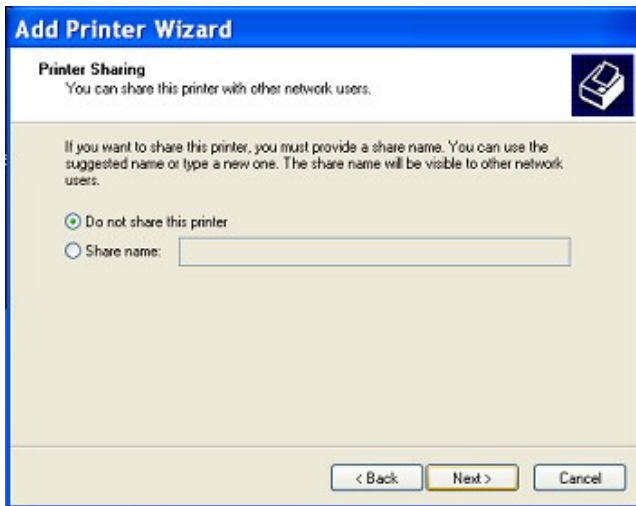 Add Printer Wizard
Printer Sharing
You can share this printer with other network users.
If you want to share this printer, you must provide a share name. You can use the
suggested name or type a new one. The share name will be visible to other network
users.
Do not share this printer
Share name:
< Back Next > Cancel